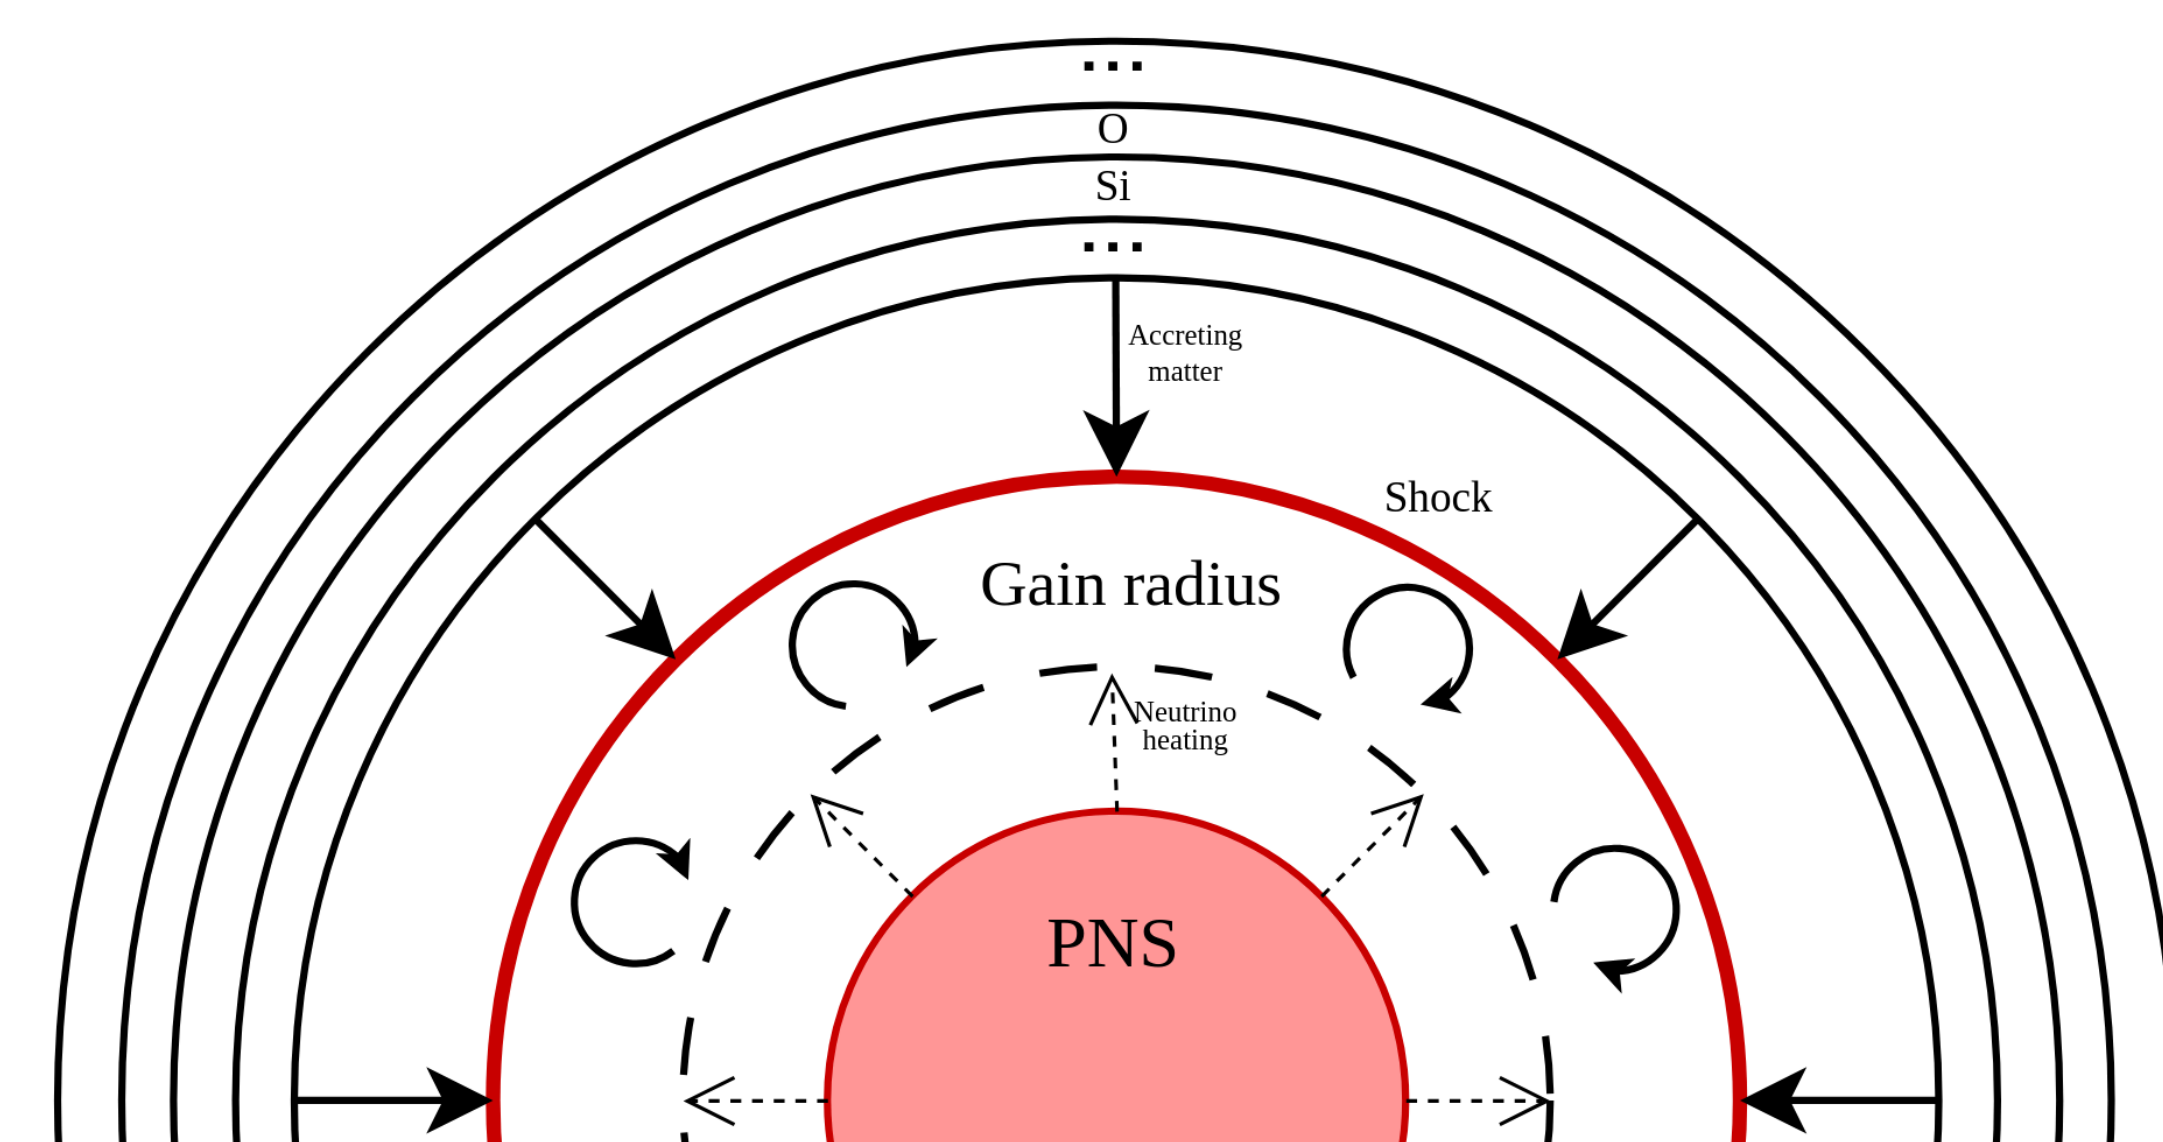 ...
O
Si
...
Accreting
matter
Shock
Gain radius
Neutrino
heating
PNS